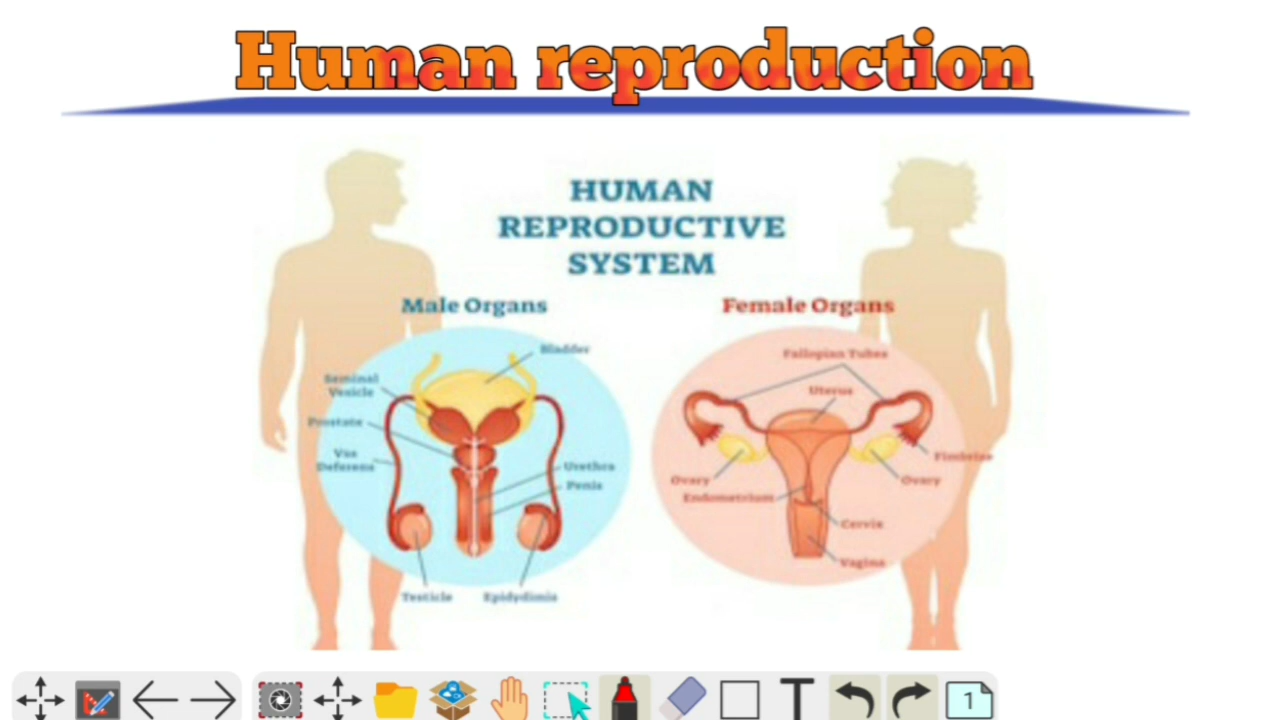 Human reproduction
HUMAN
REPRODUCTIVE
SYSTEM
Male Organs
Female Organs
Bladder
Seminal
Vesicle
Prostate
Vas
Deferens
Urethra
Penis
Testicle
Epidydimis
Fallopian Tubes
Uterus
Fimbriae
Ovary
Ovary
Endometrium
Cervix
Vagina
T
1